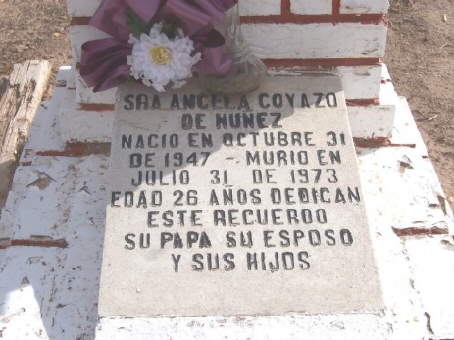 SRA ANGELA COYAZO
DE NUÑEZ
NACIO EN OCTUBRE 31
DE 1947 - MURIO EN
JULIO 31 DE 1973
EDAD 26 AÑOS DEDICAN
ESTE RECUERDO
SU PAPA SU ESPOSO
Y SUS HIJOS